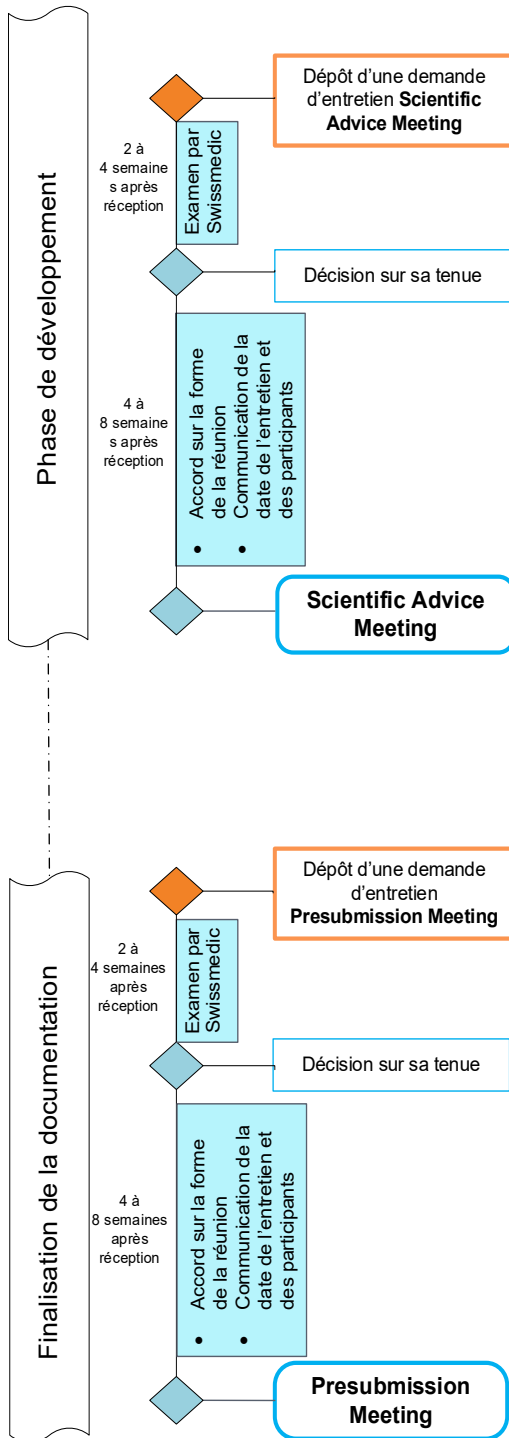 Phase de développement
Dépôt d'une demande
d'entretien Scientific
Advice Meeting
2 à
4 semaine
s après
réception
Examen par
Swissmedic
Décision sur sa tenue
4 à
8 semaine
s après
réception
• Accord sur la forme
de la réunion
• Communication de la
date de l'entretien et
des participants
Scientific Advice
Meeting
Finalisation de la documentation
Dépôt d'une demande
d'entretien
Presubmission Meeting
2 à
4 semaines
après
réception
Examen par
Swissmedic
Décision sur sa tenue
4 à
8 semaines
après
réception
• Accord sur la forme
de la réunion
• Communication de la
date de l'entretien et
des participants
Presubmission
Meeting